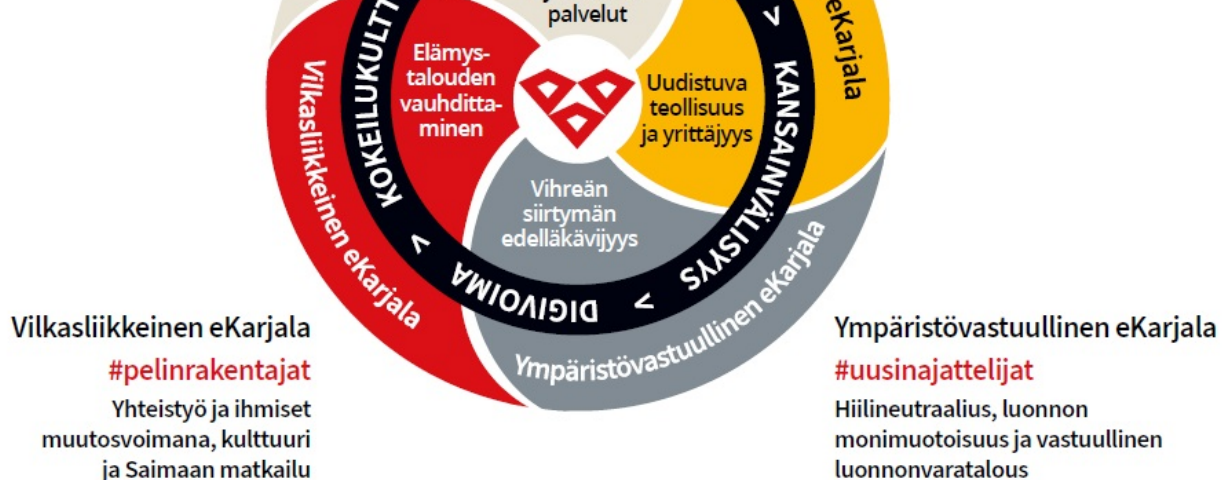 palvelut
Elämys-
talouden
vauhditta-
minen
Uudistuva
teollisuus
ja yrittäjyys
Vihreän
siirtymän
edelläkävijyys
> KANSAINVÄLISYYS > DIGIVOIMA > KOKEILUKULTT
eKarjala
Vilkasliikkeinen eKarjala
Ympäristövastuullinen eKarjala
Vilkasliikkeinen eKarjala
#pelinrakentajat
Yhteistyö ja ihmiset
muutosvoimana, kulttuuri
ja Saimaan matkailu
Ympäristövastuullinen eKarjala
#uusinajattelijat
Hiilineutraalius, luonnon
monimuotoisuus ja vastuullinen
luonnonvaratalous